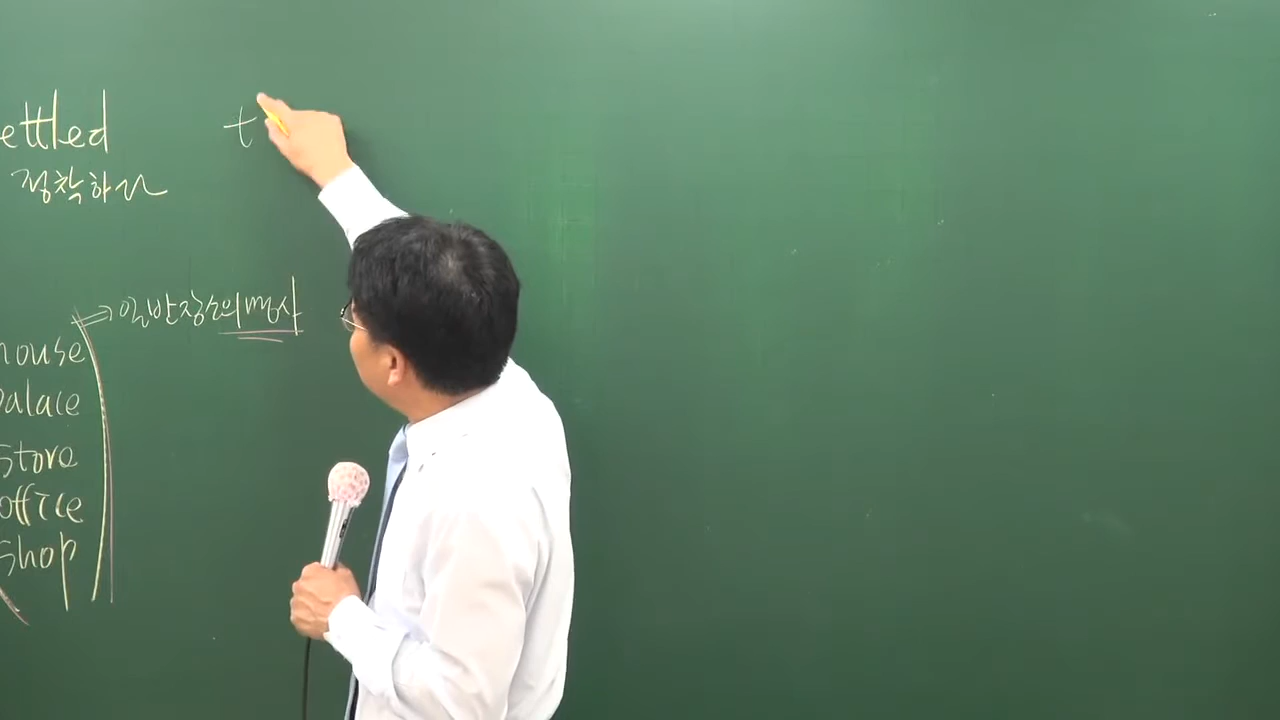 ettled
t
정착하다
일반장소의 명사
house
palace
store
office
shop